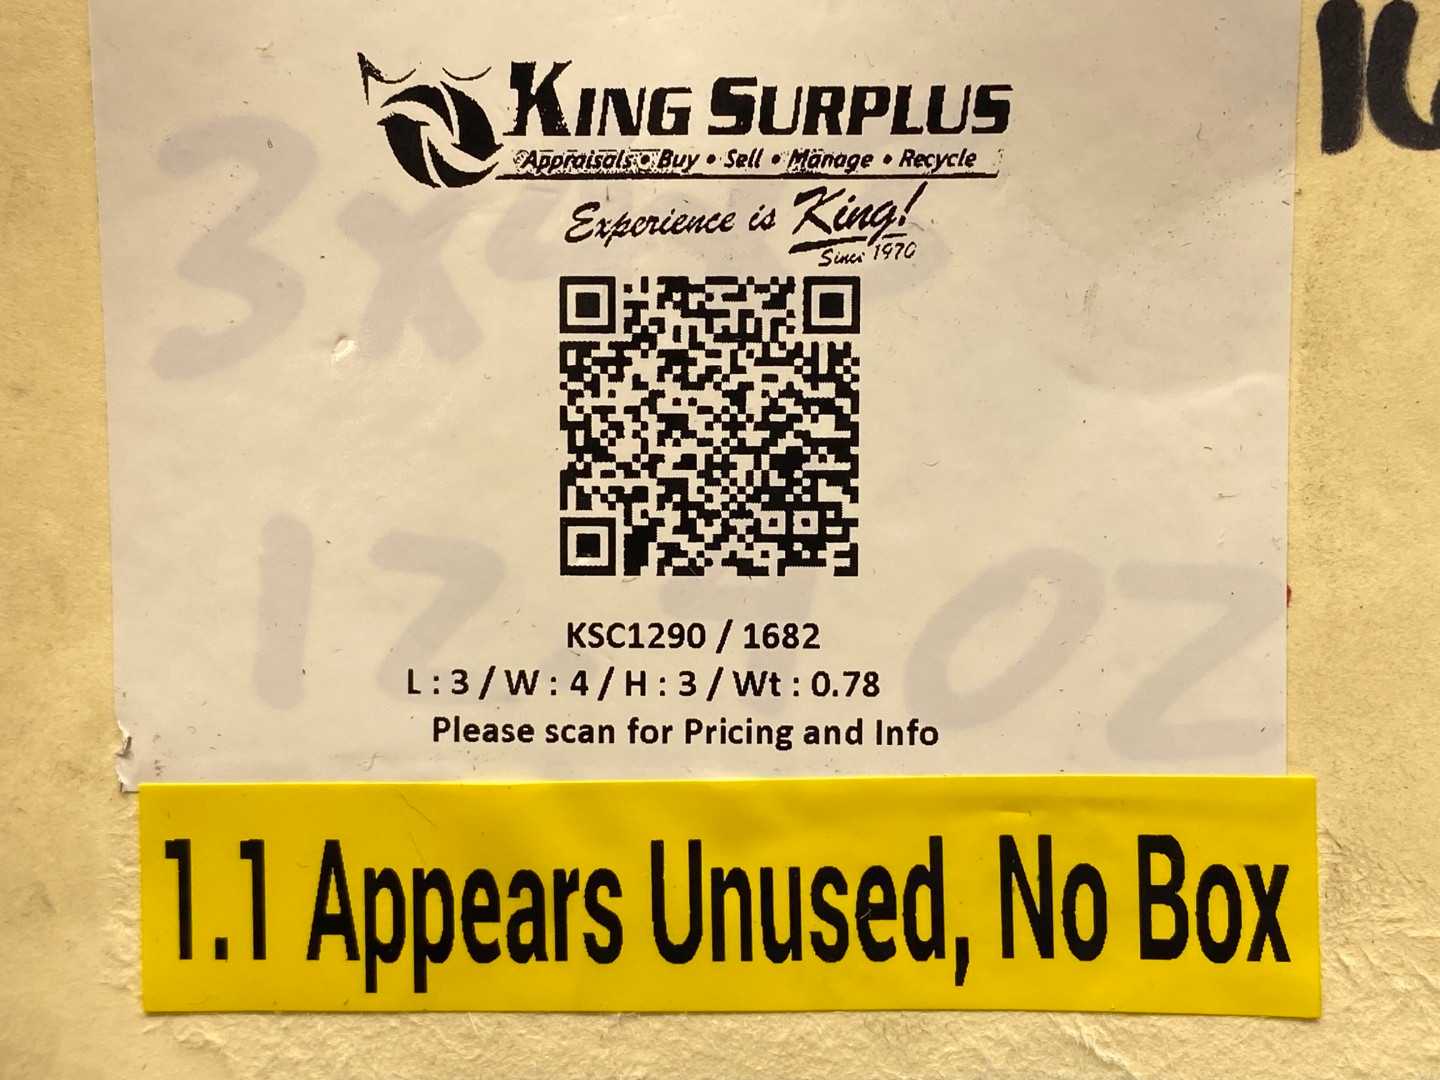 KING SURPLUS
Appraisals • Buy • Sell • Manage • Recycle
Experience is King!
Since 1970
KSC1290 / 1682
L : 3 / W : 4 / H : 3 / Wt : 0.78
Please scan for Pricing and Info
1.1 Appears Unused, No Box